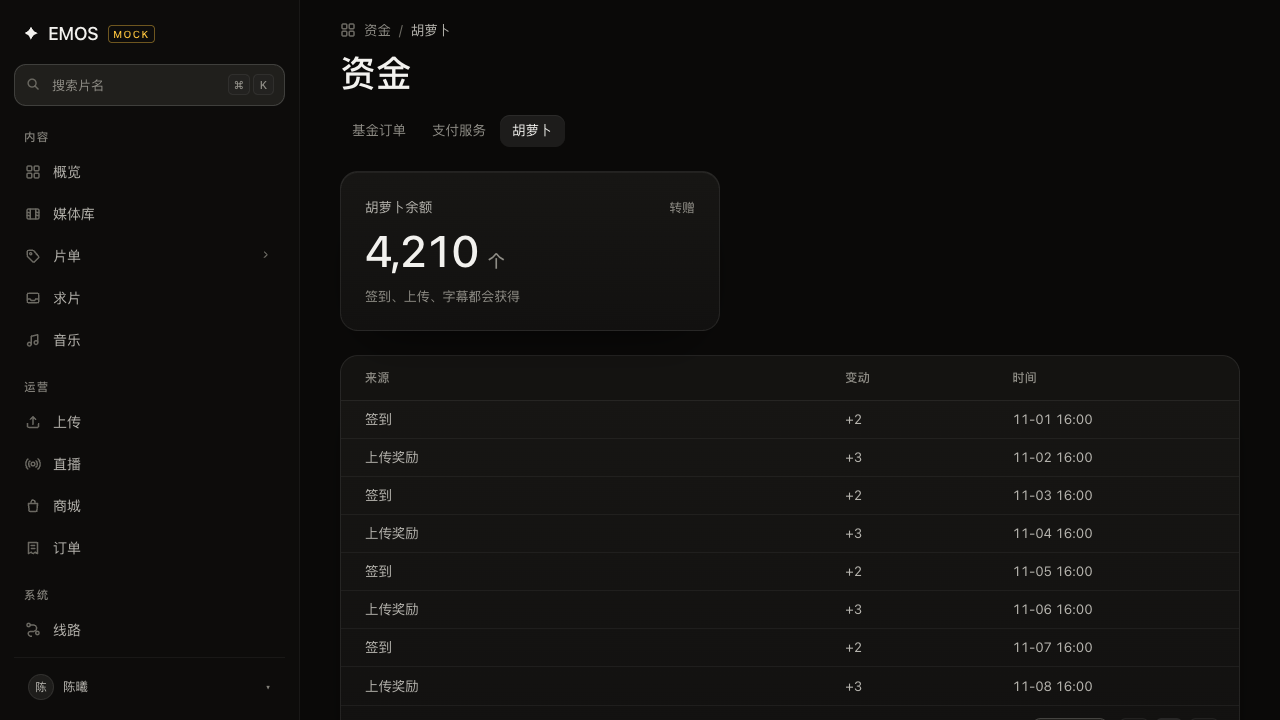 EMOS MOCK
搜索片名 ⌘ K
内容
概览
媒体库
片单
求片
音乐
运营
上传
直播
商城
订单
系统
线路
陈 陈曦
资金 / 胡萝卜
资金
基金订单 支付服务 胡萝卜
胡萝卜余额 转赠
4,210 个
签到、上传、字幕都会获得
来源 变动 时间
签到 +2 11-01 16:00
上传奖励 +3 11-02 16:00
签到 +2 11-03 16:00
上传奖励 +3 11-04 16:00
签到 +2 11-05 16:00
上传奖励 +3 11-06 16:00
签到 +2 11-07 16:00
上传奖励 +3 11-08 16:00